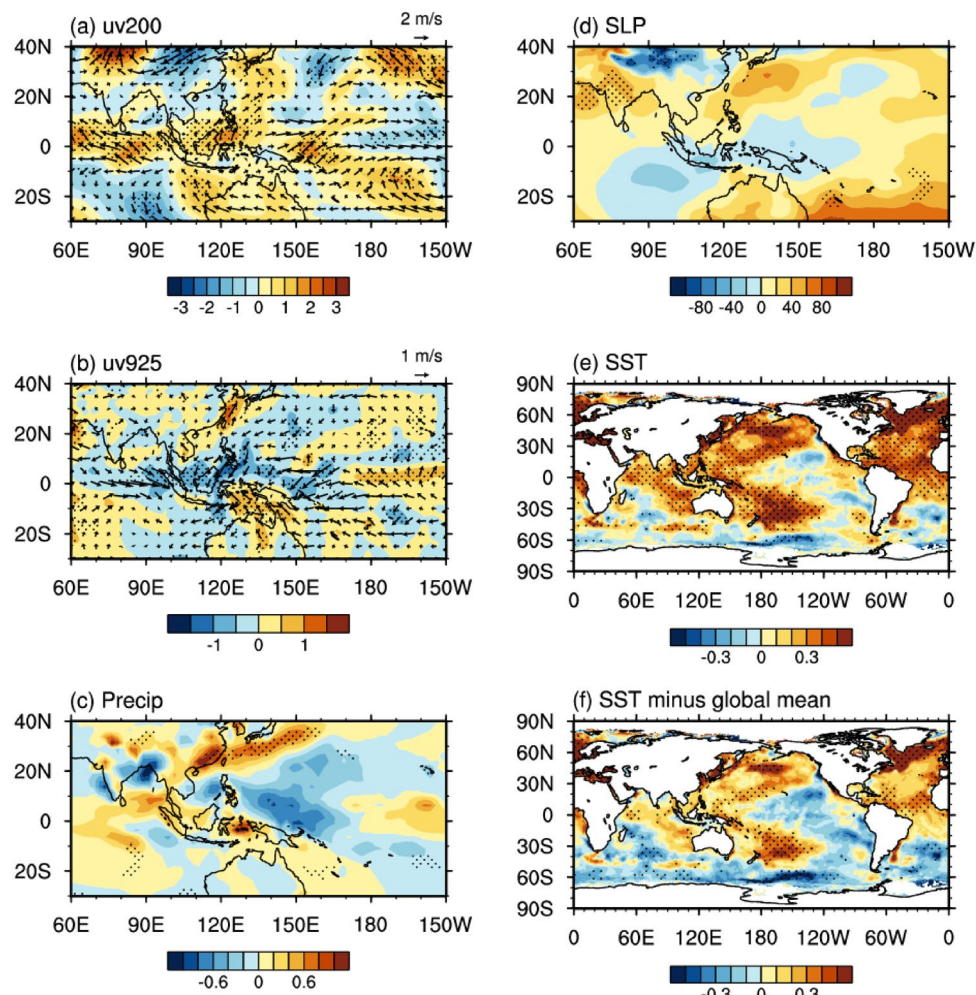 (a) uv200
2 m/s
40N
20N
0
20S
60E 90E 120E 150E 180 150W
-3 -2 -1 0 1 2 3
(b) uv925
1 m/s
40N
20N
0
20S
60E 90E 120E 150E 180 150W
-1 0 1
(c) Precip
40N
20N
0
20S
60E 90E 120E 150E 180 150W
-0.6 0 0.6
(d) SLP
40N
20N
0
20S
60E 90E 120E 150E 180 150W
-80 -40 0 40 80
(e) SST
90N
60N
30N
0
30S
60S
90S
0 60E 120E 180 120W 60W 0
-0.3 0 0.3
(f) SST minus global mean
90N
60N
30N
0
30S
60S
90S
0 60E 120E 180 120W 60W 0
-0.3 0 0.3